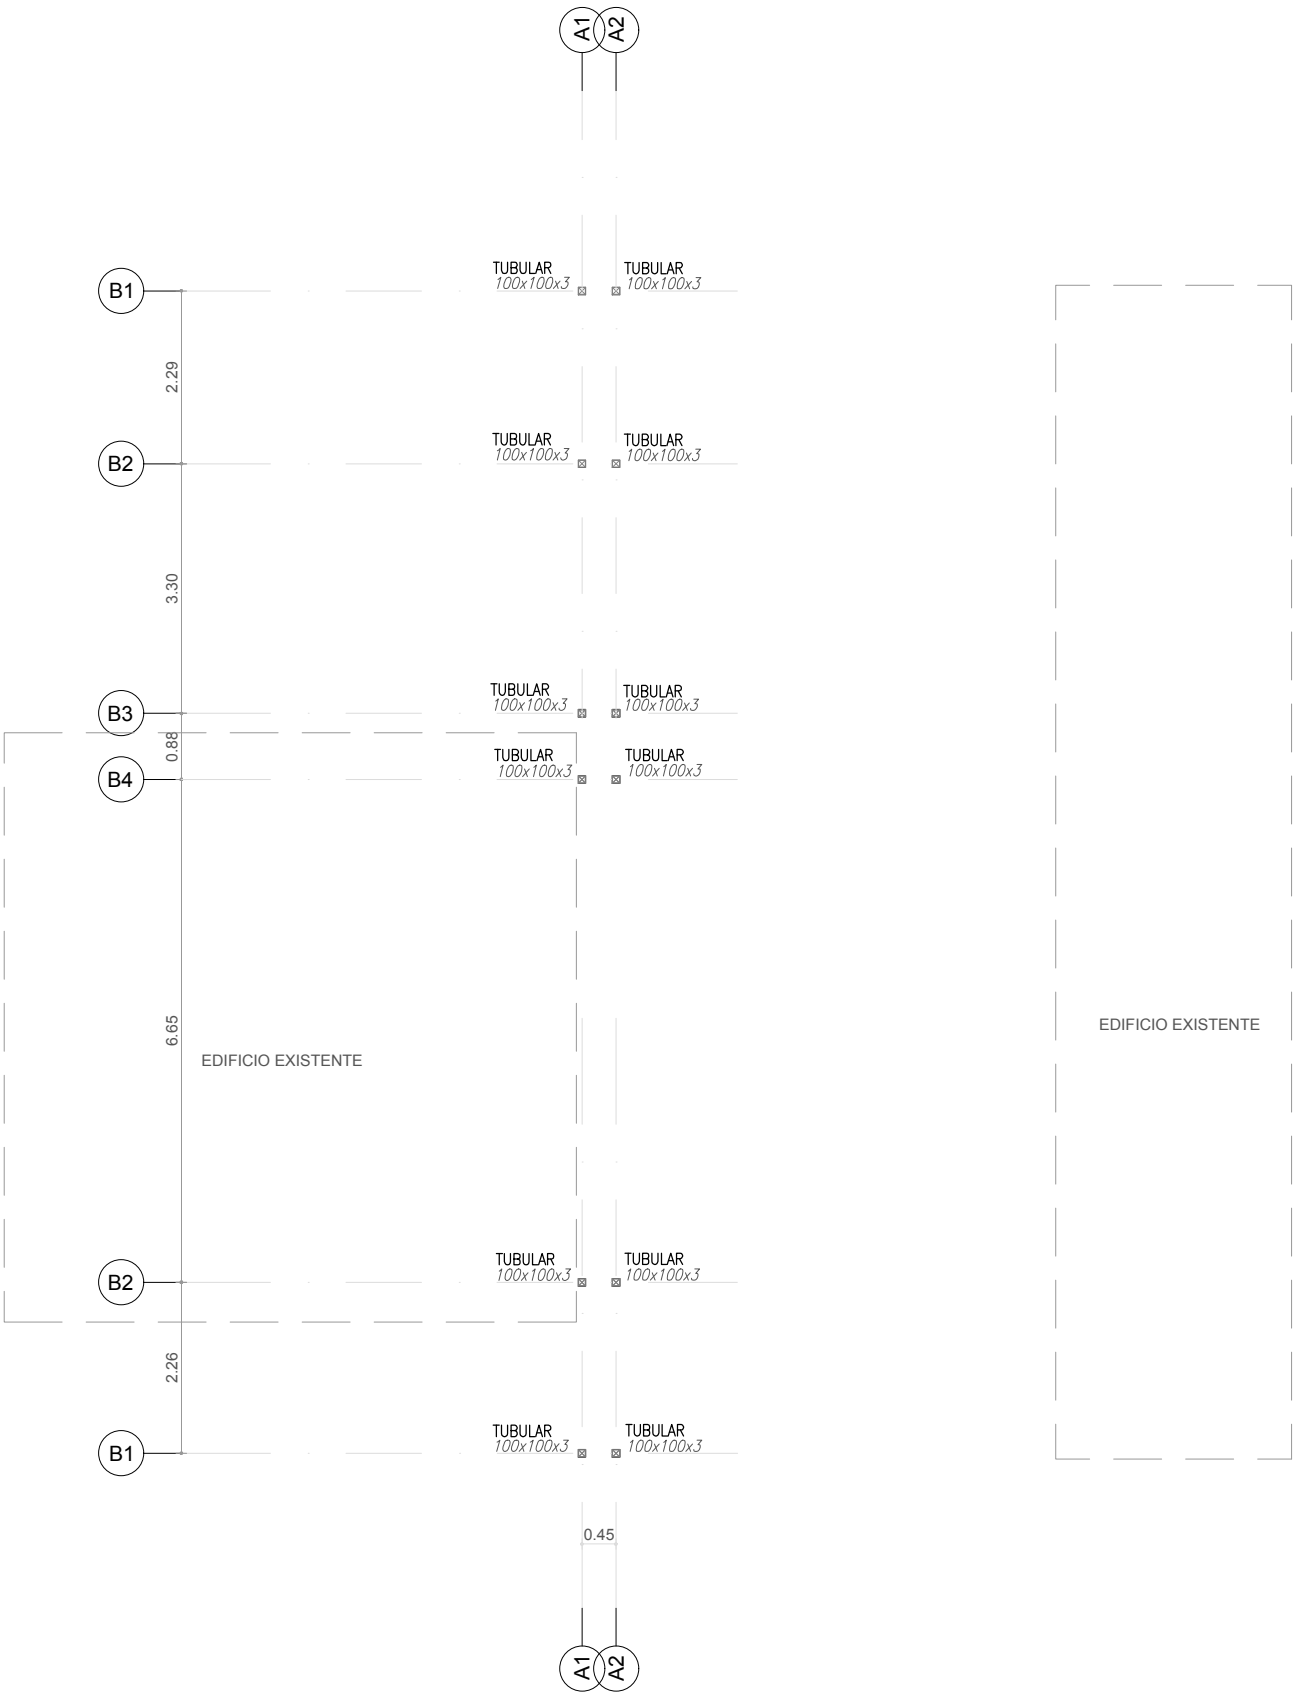 A1 A2
TUBULAR TUBULAR
100x100x3 100x100x3
B1
2.29
TUBULAR TUBULAR
100x100x3 100x100x3
B2
3.30
TUBULAR TUBULAR
100x100x3 100x100x3
B3
0.88
TUBULAR TUBULAR
100x100x3 100x100x3
B4
6.65
EDIFICIO EXISTENTE
EDIFICIO EXISTENTE
TUBULAR TUBULAR
100x100x3 100x100x3
B2
2.26
TUBULAR TUBULAR
100x100x3 100x100x3
B1
0.45
A1 A2